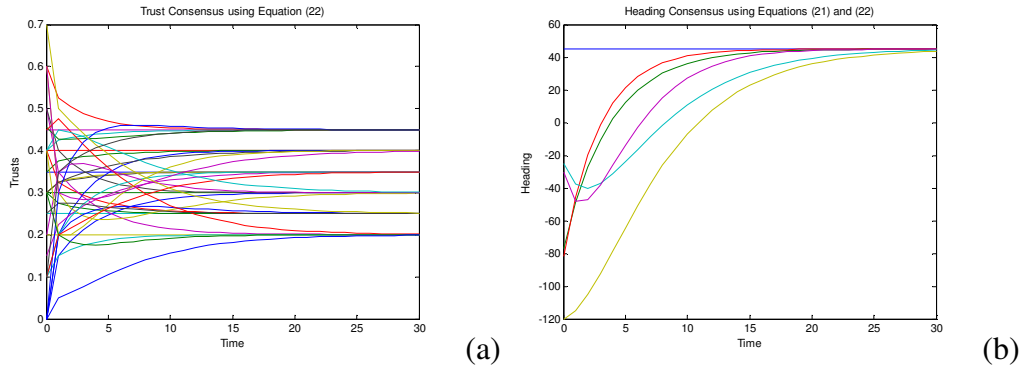 Trust Consensus using Equation (22)
0.7
0.6
0.5
0.4
0.3
0.2
0.1
0
Trusts
0 5 10 15 20 25 30
Time
(a)
Heading Consensus using Equations (21) and (22)
60
40
20
0
-20
-40
-60
-80
-100
-120
Heading
0 5 10 15 20 25 30
Time
(b)